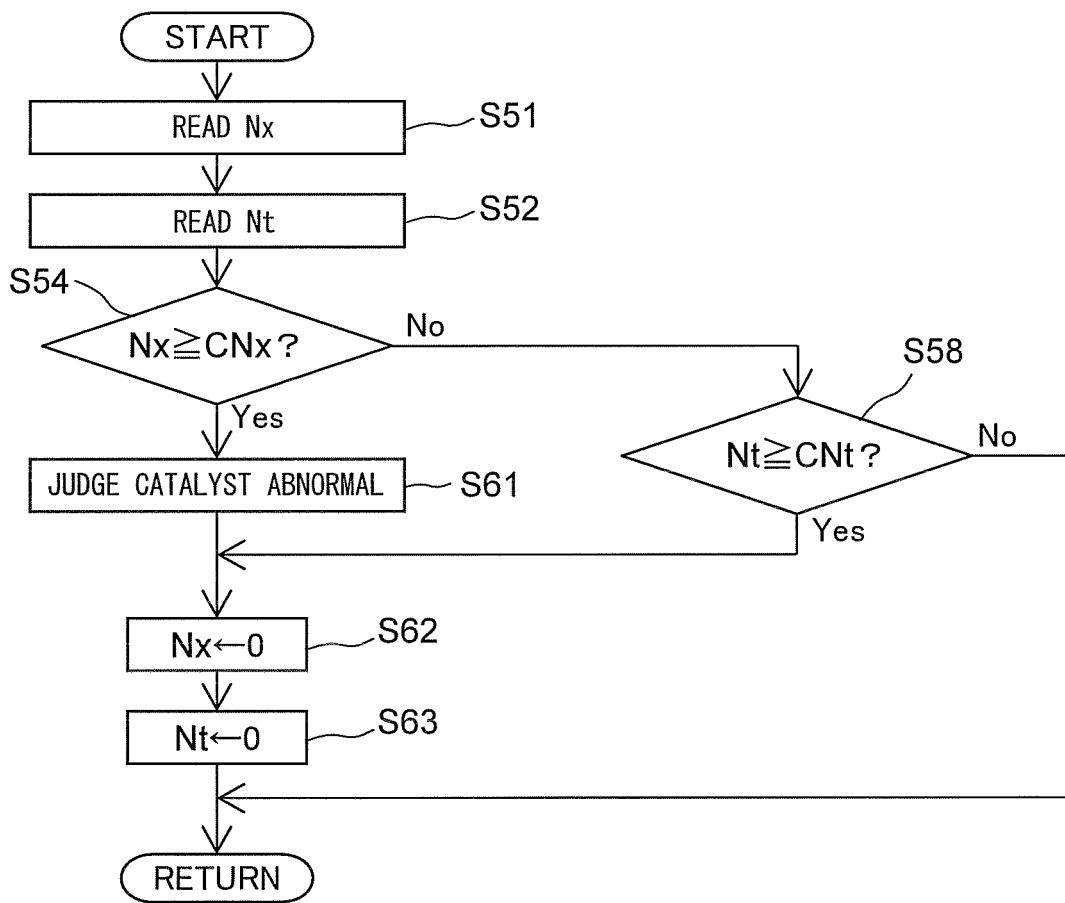 START
READ Nx
S51
READ Nt
S52
S54
Nx≧CNx?
No
Yes
S58
Nt≧CNt?
No
Yes
JUDGE CATALYST ABNORMAL
S61
Nx←0
S62
Nt←0
S63
RETURN